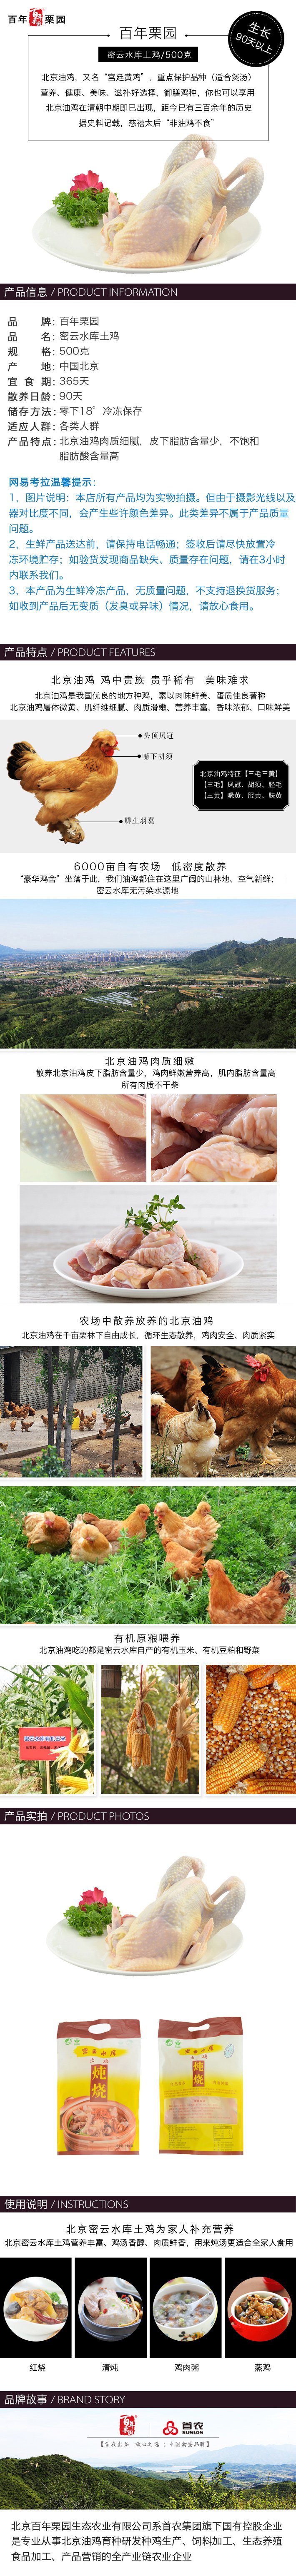 百年栗园
生长
90天以上
百年栗园
密云水库土鸡/500克
北京油鸡，又名“宫廷黄鸡”，重点保护品种（适合煲汤）
营养、健康、美味、滋补好选择，御膳鸡种，你也可以享用
北京油鸡在清朝中期即已出现，距今已有三百余年的历史
据史料记载，慈禧太后“非油鸡不食”
产品信息 / PRODUCT INFORMATION
品 牌：百年栗园
品 名：密云水库土鸡
规 格：500克
产 地：中国北京
宜 食 期：365天
散养日龄：90天
储存方法：零下18°冷冻保存
适应人群：各类人群
产品特点：北京油鸡肉质细腻，皮下脂肪含量少，不饱和
脂肪酸含量高
网易考拉温馨提示：
1，图片说明：本店所有产品均为实物拍摄。但由于摄影光线以及
器对比度不同，会产生些许颜色差异。此类差异不属于产品质量
问题。
2，生鲜产品送达前，请保持电话畅通；签收后请尽快放置冷
冻环境贮存；如验货发现商品缺失、质量存在问题，请在3小时
内联系我们。
3，本产品为生鲜冷冻产品，无质量问题，不支持退换货服务；
如收到产品后无变质（发臭或异味）情况，请放心食用。
产品特点 / PRODUCT FEATURES
北京油鸡 鸡中贵族 贵乎稀有 美味难求
北京油鸡是我国优良的地方种鸡，素以肉味鲜美、蛋质佳良著称
北京油鸡屠体微黄、肌纤维细腻、肉质滑嫩、营养丰富、香味浓郁、口味鲜美
头顶凤冠
嘴下胡须
胫生羽翼
北京油鸡特征【三毛三黄】
【三毛】凤冠、胡须、胫毛
【三黄】喙黄、胫黄、肤黄
6000亩自有农场 低密度散养
“豪华鸡舍”坐落于此，我们油鸡都住在这里广阔的山林地、空气新鲜；
密云水库无污染水源地
北京油鸡肉质细嫩
散养北京油鸡皮下脂肪含量少，鸡肉鲜嫩营养高，肌内脂肪含量高
所有肉质不干柴
农场中散养放养的北京油鸡
北京油鸡在千亩栗林下自由成长，循环生态散养，鸡肉安全、肉质紧实
有机原粮喂养
北京油鸡吃的都是密云水库自产的有机玉米、有机豆粕和野菜
产品实拍 / PRODUCT PHOTOS
密云水库
土鸡
炖烧
密云水库
土鸡
炖烧
使用说明 / INSTRUCTIONS
北京密云水库土鸡为家人补充营养
北京密云水库土鸡营养丰富、鸡汤香醇、肉质鲜香，用来炖汤更适合全家人食用
红烧
清炖
鸡肉粥
蒸鸡
品牌故事 / BRAND STORY
首农
SUNLON
【首农出品 放心之选 | 中国禽蛋品牌】
北京百年栗园生态农业有限公司系首农集团旗下国有控股企业
是专业从事北京油鸡育种研发种鸡生产、饲料加工、生态养殖
食品加工、产品营销的全产业链农业企业